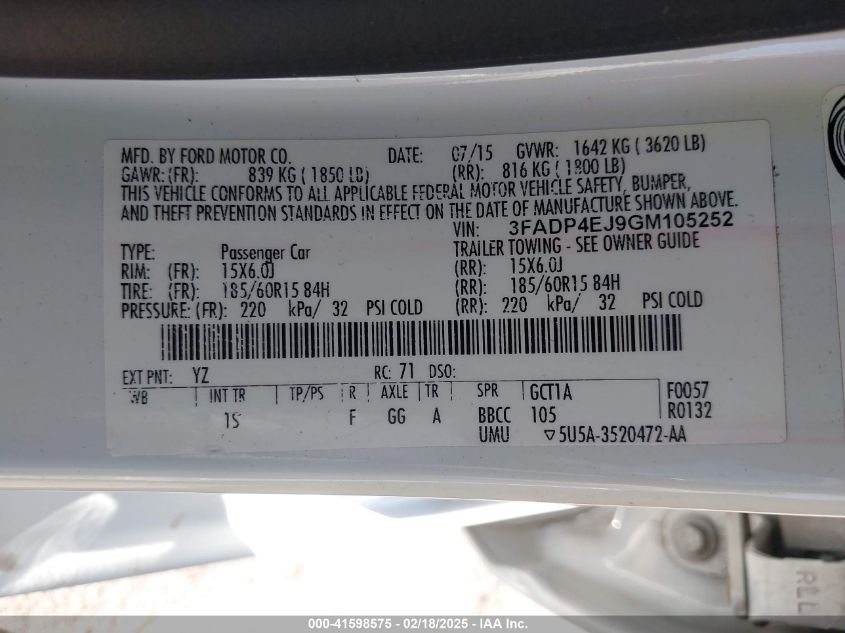 MFD. BY FORD MOTOR CO. DATE: 07/15 GVWR: 1642 KG ( 3620 LB)
GAWR:(FR): 839 KG ( 1850 LB) (RR): 816 KG ( 1800 LB)
THIS VEHICLE CONFORMS TO ALL APPLICABLE FEDERAL MOTOR VEHICLE SAFETY, BUMPER,
AND THEFT PREVENTION STANDARDS IN EFFECT ON THE DATE OF MANUFACTURE SHOWN ABOVE.
VIN: 3FADP4EJ9GM105252
TYPE: Passenger Car TRAILER TOWING - SEE OWNER GUIDE
RIM: (FR): 15X6.0J (RR): 15X6.0J
TIRE: (FR): 185/60R15 84H (RR): 185/60R15 84H
PRESSURE: (FR): 220 kPa/ 32 PSI COLD (RR): 220 kPa/ 32 PSI COLD
EXT PNT: YZ RC: 71 DSO:
WB INT TR TP/PS R AXLE TR SPR GCT1A F0057
1S F GG A BBCC 105 R0132
UMU ▽5U5A-3520472-AA
RLL
000-41598575 - 02/18/2025 - IAA, Inc.